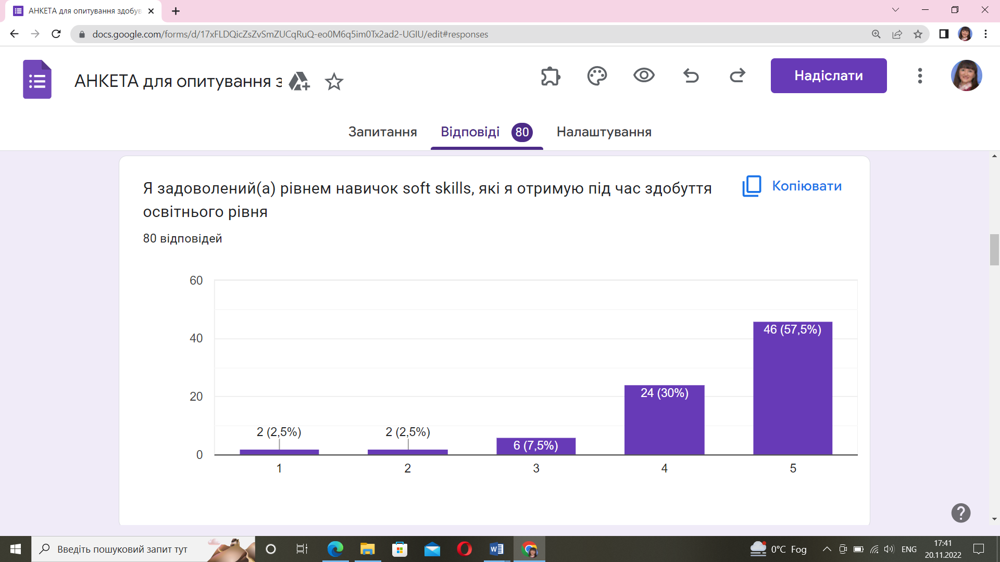 АНКЕТА для опитування здобув
docs.google.com/forms/d/17xFLDQicZsZvSmZUCqRuQ-eo0M6q5im0Tx2ad2-UGIU/edit#responses
АНКЕТА для опитування з
Надіслати
Запитання Відповіді 80 Налаштування
Я задоволений(а) рівнем навичок soft skills, які я отримую під час здобуття
освітнього рівня
Копіювати
80 відповідей
60
40
20
0
2 (2,5%)
2 (2,5%)
6 (7,5%)
24 (30%)
46 (57,5%)
1 2 3 4 5
Введіть пошуковий запит тут
0°C Fog
ENG
17:41
20.11.2022